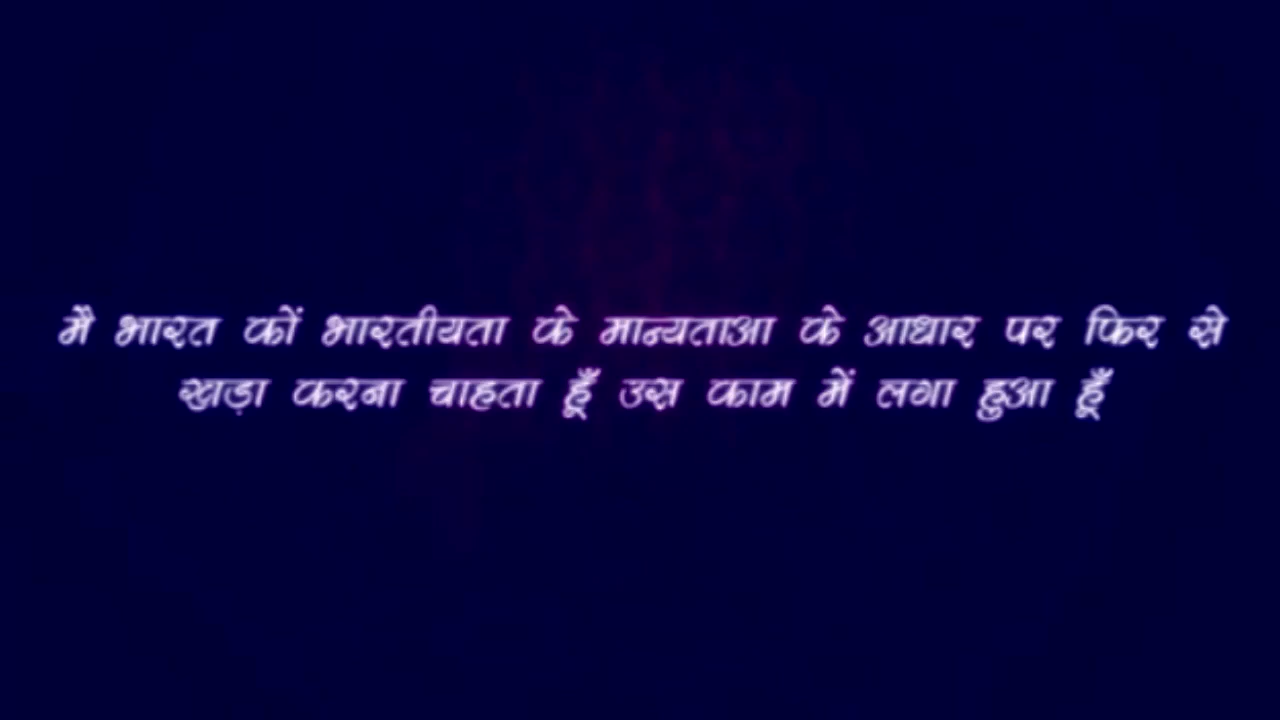 मै भारत कों भारतीयता के मान्यताआ के आधार पर फिर से
खड़ा करना चाहता हूँ उस काम में लगा हुआ हूँ